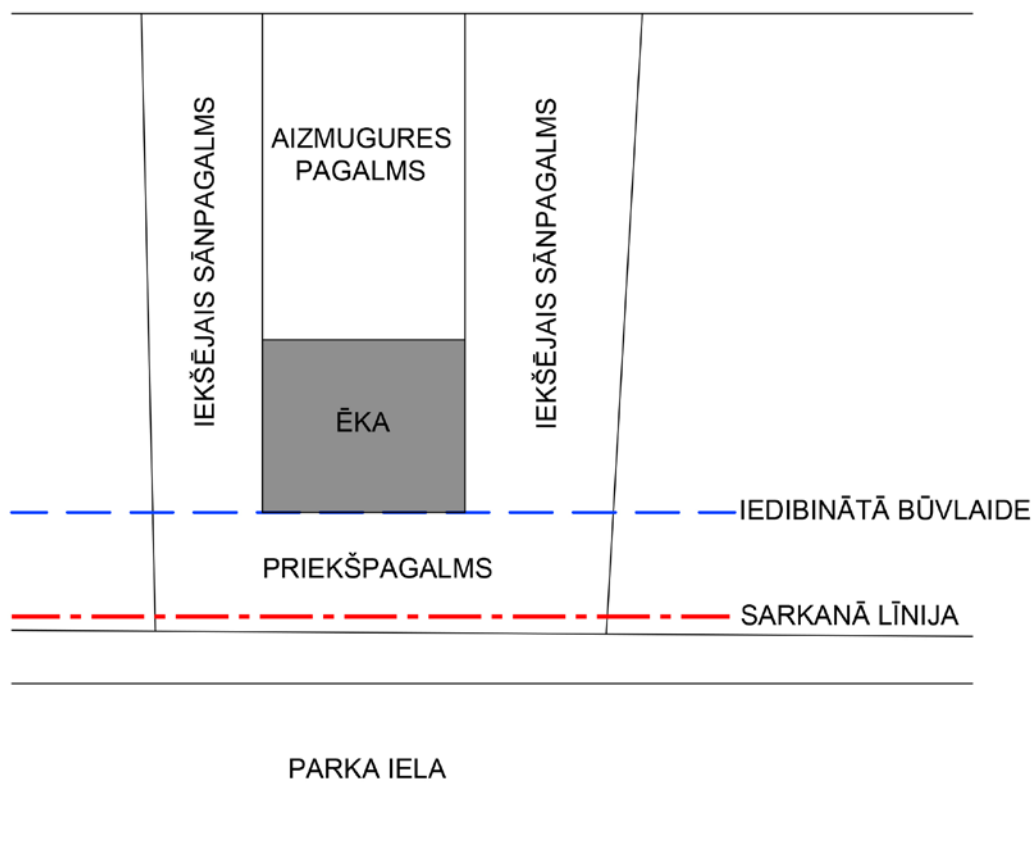 AIZMUGURES
PAGALMS
IEKŠĒJAIS SĀNPAGALMS
IEKŠĒJAIS SĀNPAGALMS
ĒKA
IEDIBINĀTĀ BŪVLAIDE
PRIEKŠPAGALMS
SARKANĀ LĪNIJA
PARKA IELA